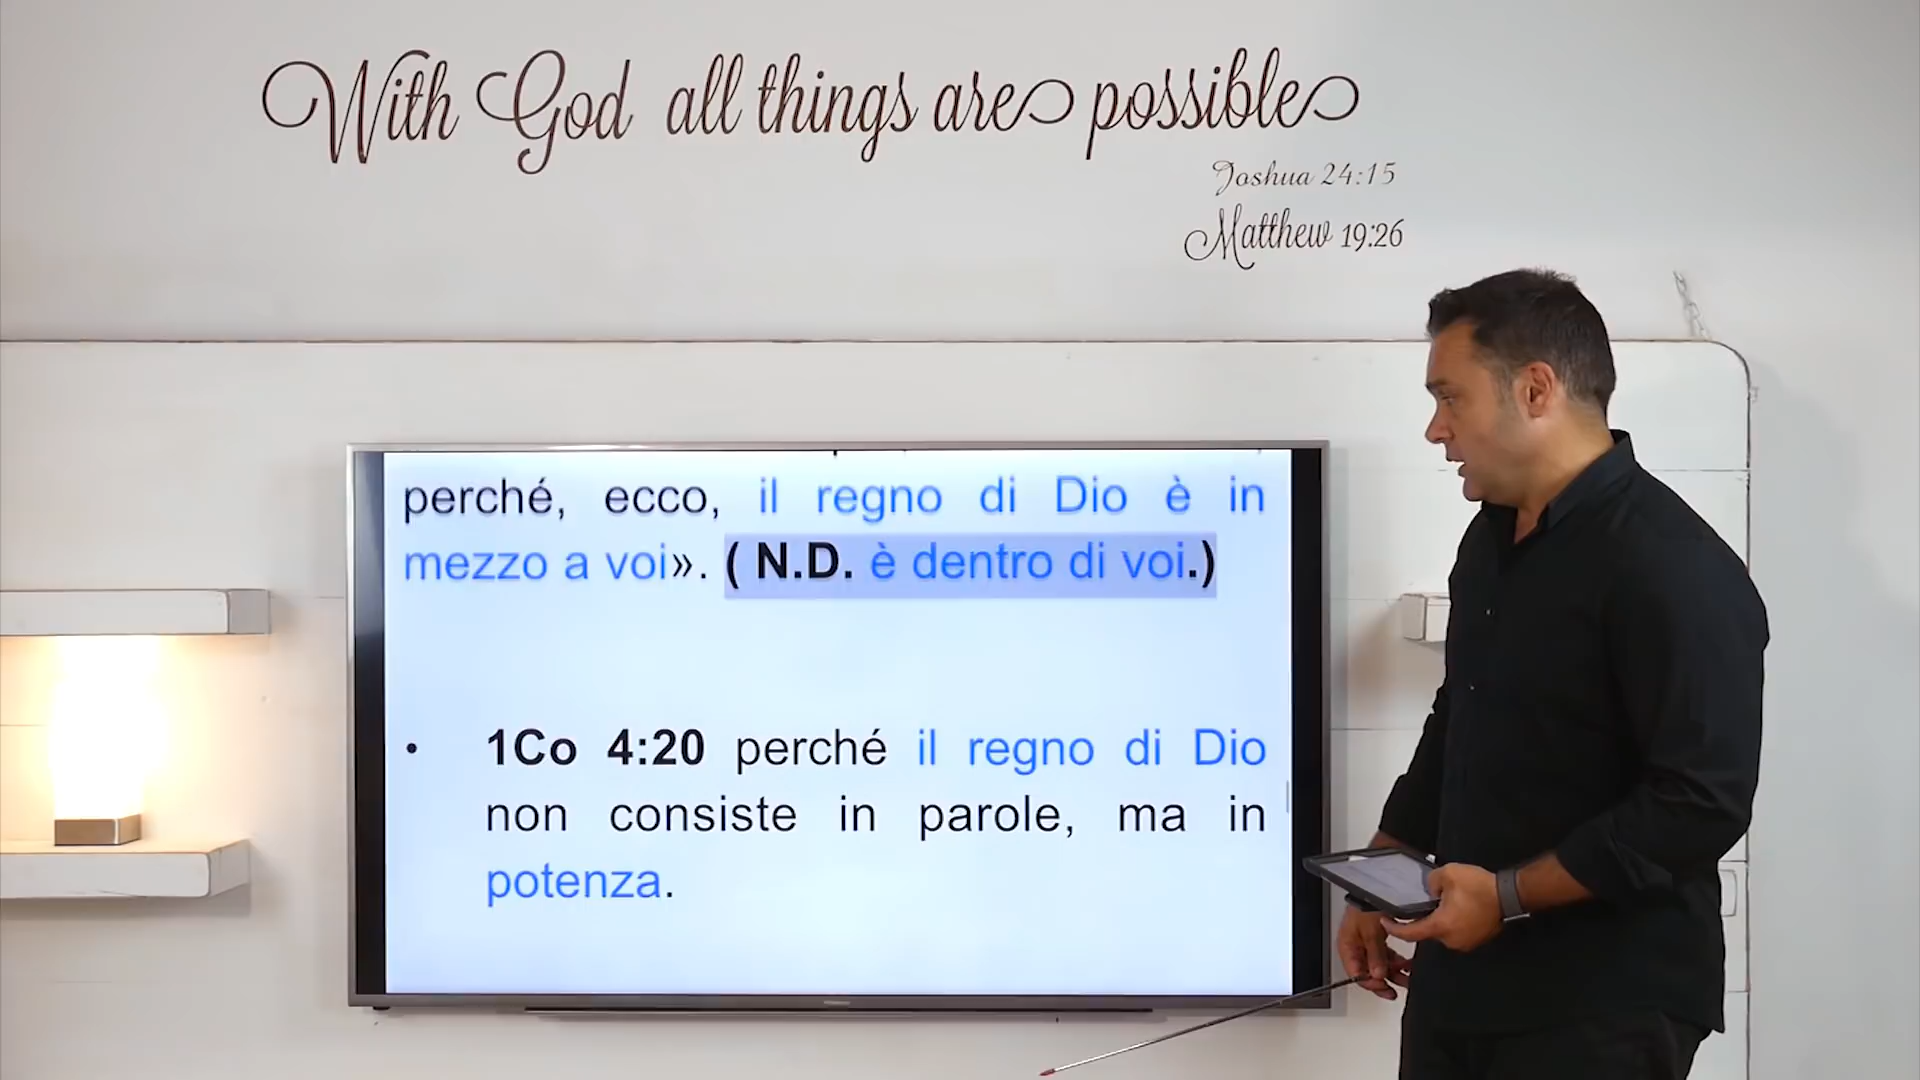 With God all things are possible
Joshua 24:15
Matthew 19:26
perché, ecco, il regno di Dio è in
mezzo a voi». ( N.D. è dentro di voi.)
• 1Co 4:20 perché il regno di Dio
non consiste in parole, ma in
potenza.